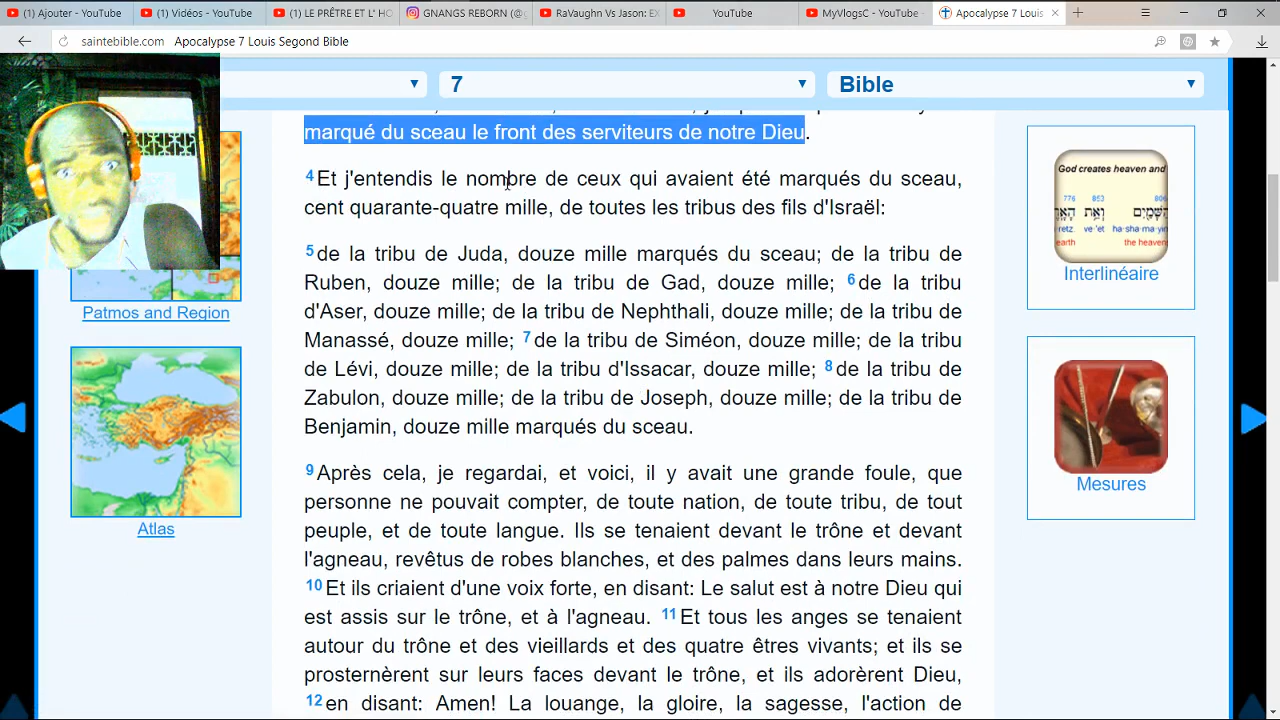 (1) Ajouter - YouTube
(1) Vidéos - YouTube
(1) LE PRÊTRE ET L' HO
GNANGS REBORN (@g
RaVaughn Vs Jason: EX
YouTube
MyVlogsC - YouTube
Apocalypse 7 Louis
saintebible.com Apocalypse 7 Louis Segond Bible
7
Bible
marqué du sceau le front des serviteurs de notre Dieu.
4 Et j'entendis le nombre de ceux qui avaient été marqués du sceau,
cent quarante-quatre mille, de toutes les tribus des fils d'Israël:
5 de la tribu de Juda, douze mille marqués du sceau; de la tribu de
Ruben, douze mille; de la tribu de Gad, douze mille; 6 de la tribu
d'Aser, douze mille; de la tribu de Nephthali, douze mille; de la tribu de
Manassé, douze mille; 7 de la tribu de Siméon, douze mille; de la tribu
de Lévi, douze mille; de la tribu d'Issacar, douze mille; 8 de la tribu de
Zabulon, douze mille; de la tribu de Joseph, douze mille; de la tribu de
Benjamin, douze mille marqués du sceau.
9 Après cela, je regardai, et voici, il y avait une grande foule, que
personne ne pouvait compter, de toute nation, de toute tribu, de tout
peuple, et de toute langue. Ils se tenaient devant le trône et devant
l'agneau, revêtus de robes blanches, et des palmes dans leurs mains.
10 Et ils criaient d'une voix forte, en disant: Le salut est à notre Dieu qui
est assis sur le trône, et à l'agneau. 11 Et tous les anges se tenaient
autour du trône et des vieillards et des quatre êtres vivants; et ils se
prosternèrent sur leurs faces devant le trône, et ils adorèrent Dieu,
12 en disant: Amen! La louange, la gloire, la sagesse, l'action de
Patmos and Region
Atlas
God creates heaven and
776 853
הַשָּׁמַ֖יִם וְאֵ֥ת
retz. ve·'et ha·sha·ma·yim
earth the heavens
Interlinéaire
Mesures